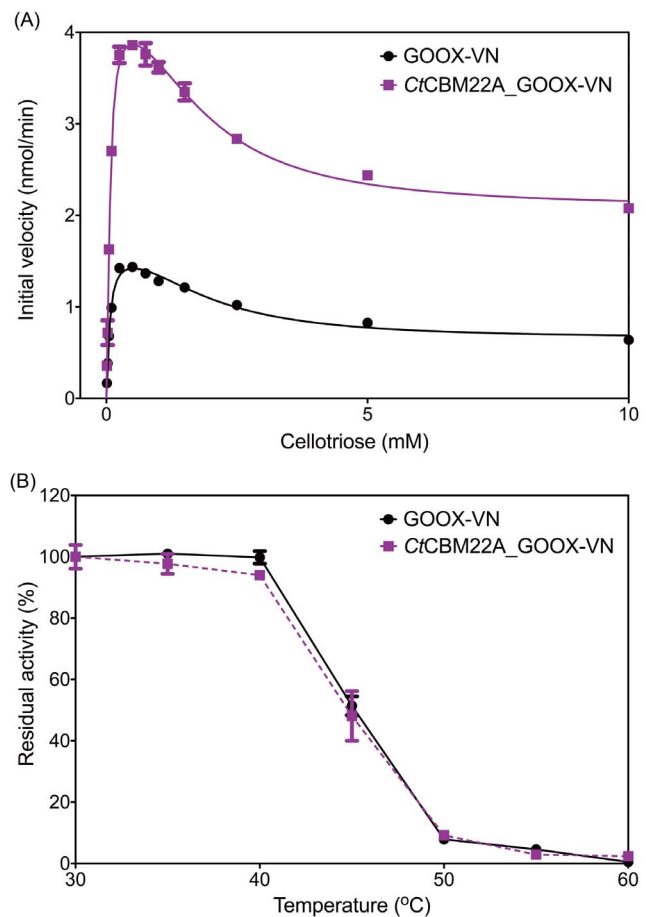 (A)
4
3
2
1
0
Initial velocity (nmol/min)
GOOX-VN
CtCBM22A_GOOX-VN
0
5
10
Cellotriose (mM)
(B)
120
100
80
60
40
20
0
Residual activity (%)
GOOX-VN
CtCBM22A_GOOX-VN
30
40
50
60
Temperature (°C)